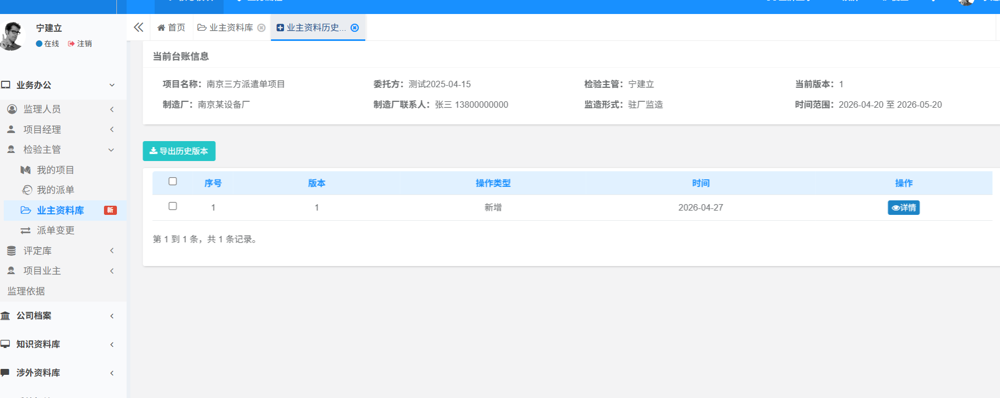 宁建立
在线 注销
首页 业主资料库 业主资料历史...
业务办公
监理人员
项目经理
检验主管
我的项目
我的派单
业主资料库 新
派单变更
评定库
项目业主
监理依据
公司档案
知识资料库
涉外资料库
当前台账信息
项目名称：南京三方派遣单项目 委托方：测试2025-04-15 检验主管：宁建立 当前版本：1
制造厂：南京某设备厂 制造厂联系人：张三 13800000000 监造形式：驻厂监造 时间范围：2026-04-20 至 2026-05-20
导出历史版本
序号 版本 操作类型 时间 操作
1 1 新增 2026-04-27 详情
第 1 到 1 条，共 1 条记录。